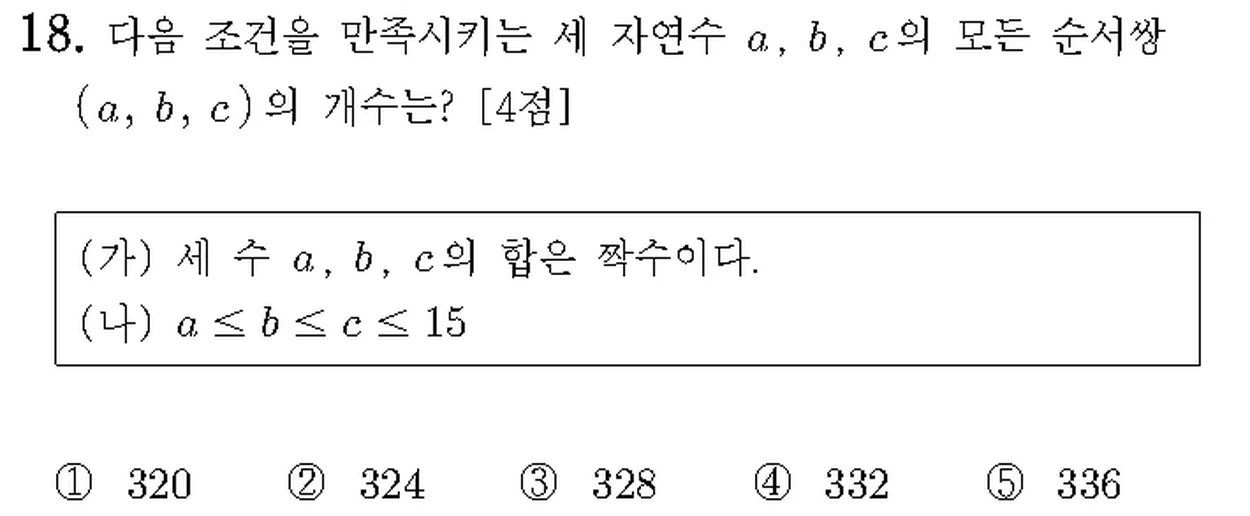 18. 다음 조건을 만족시키는 세 자연수 a, b, c의 모든 순서쌍
(a, b, c)의 개수는? [4점]
(가) 세 수 a, b, c의 합은 짝수이다.
(나) a ≤ b ≤ c ≤ 15
① 320 ② 324 ③ 328 ④ 332 ⑤ 336